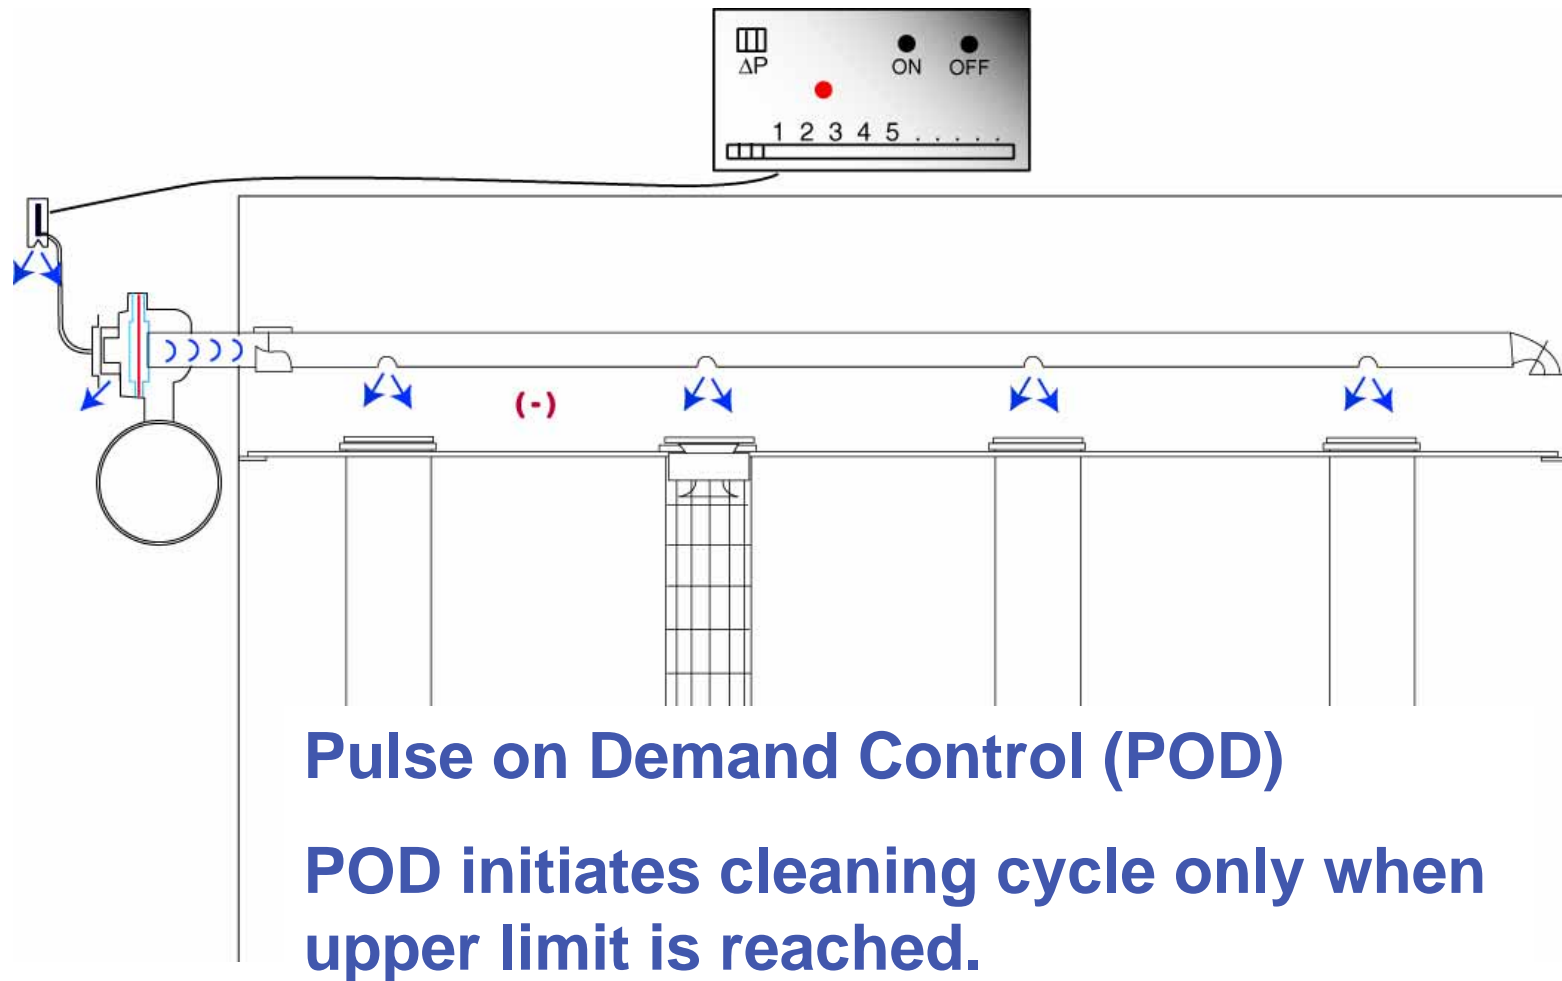 ΔP
ON OFF
1 2 3 4 5 . . . . .
(-)
Pulse on Demand Control (POD)
POD initiates cleaning cycle only when
upper limit is reached.